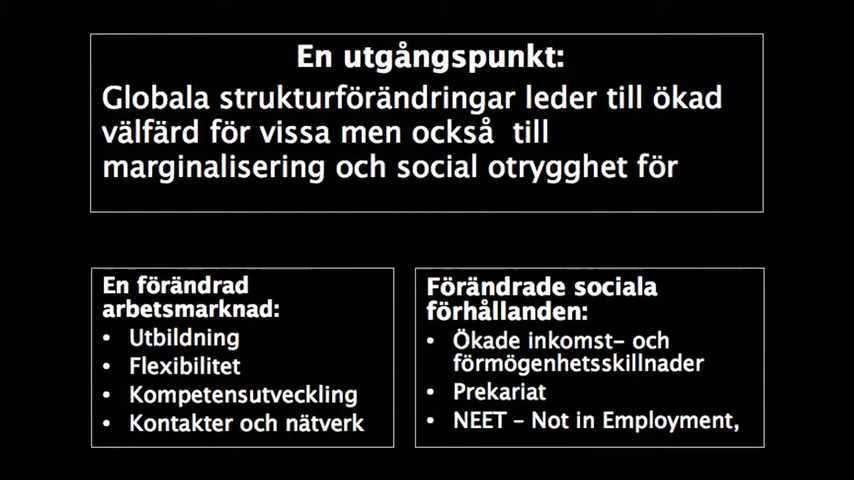 En utgångspunkt:
Globala strukturförändringar leder till ökad
välfärd för vissa men också till
marginalisering och social otrygghet för
En förändrad
arbetsmarknad:
• Utbildning
• Flexibilitet
• Kompetensutveckling
• Kontakter och nätverk
Förändrade sociala
förhållanden:
• Ökade inkomst- och
förmögenhetsskillnader
• Prekariat
• NEET – Not in Employment,